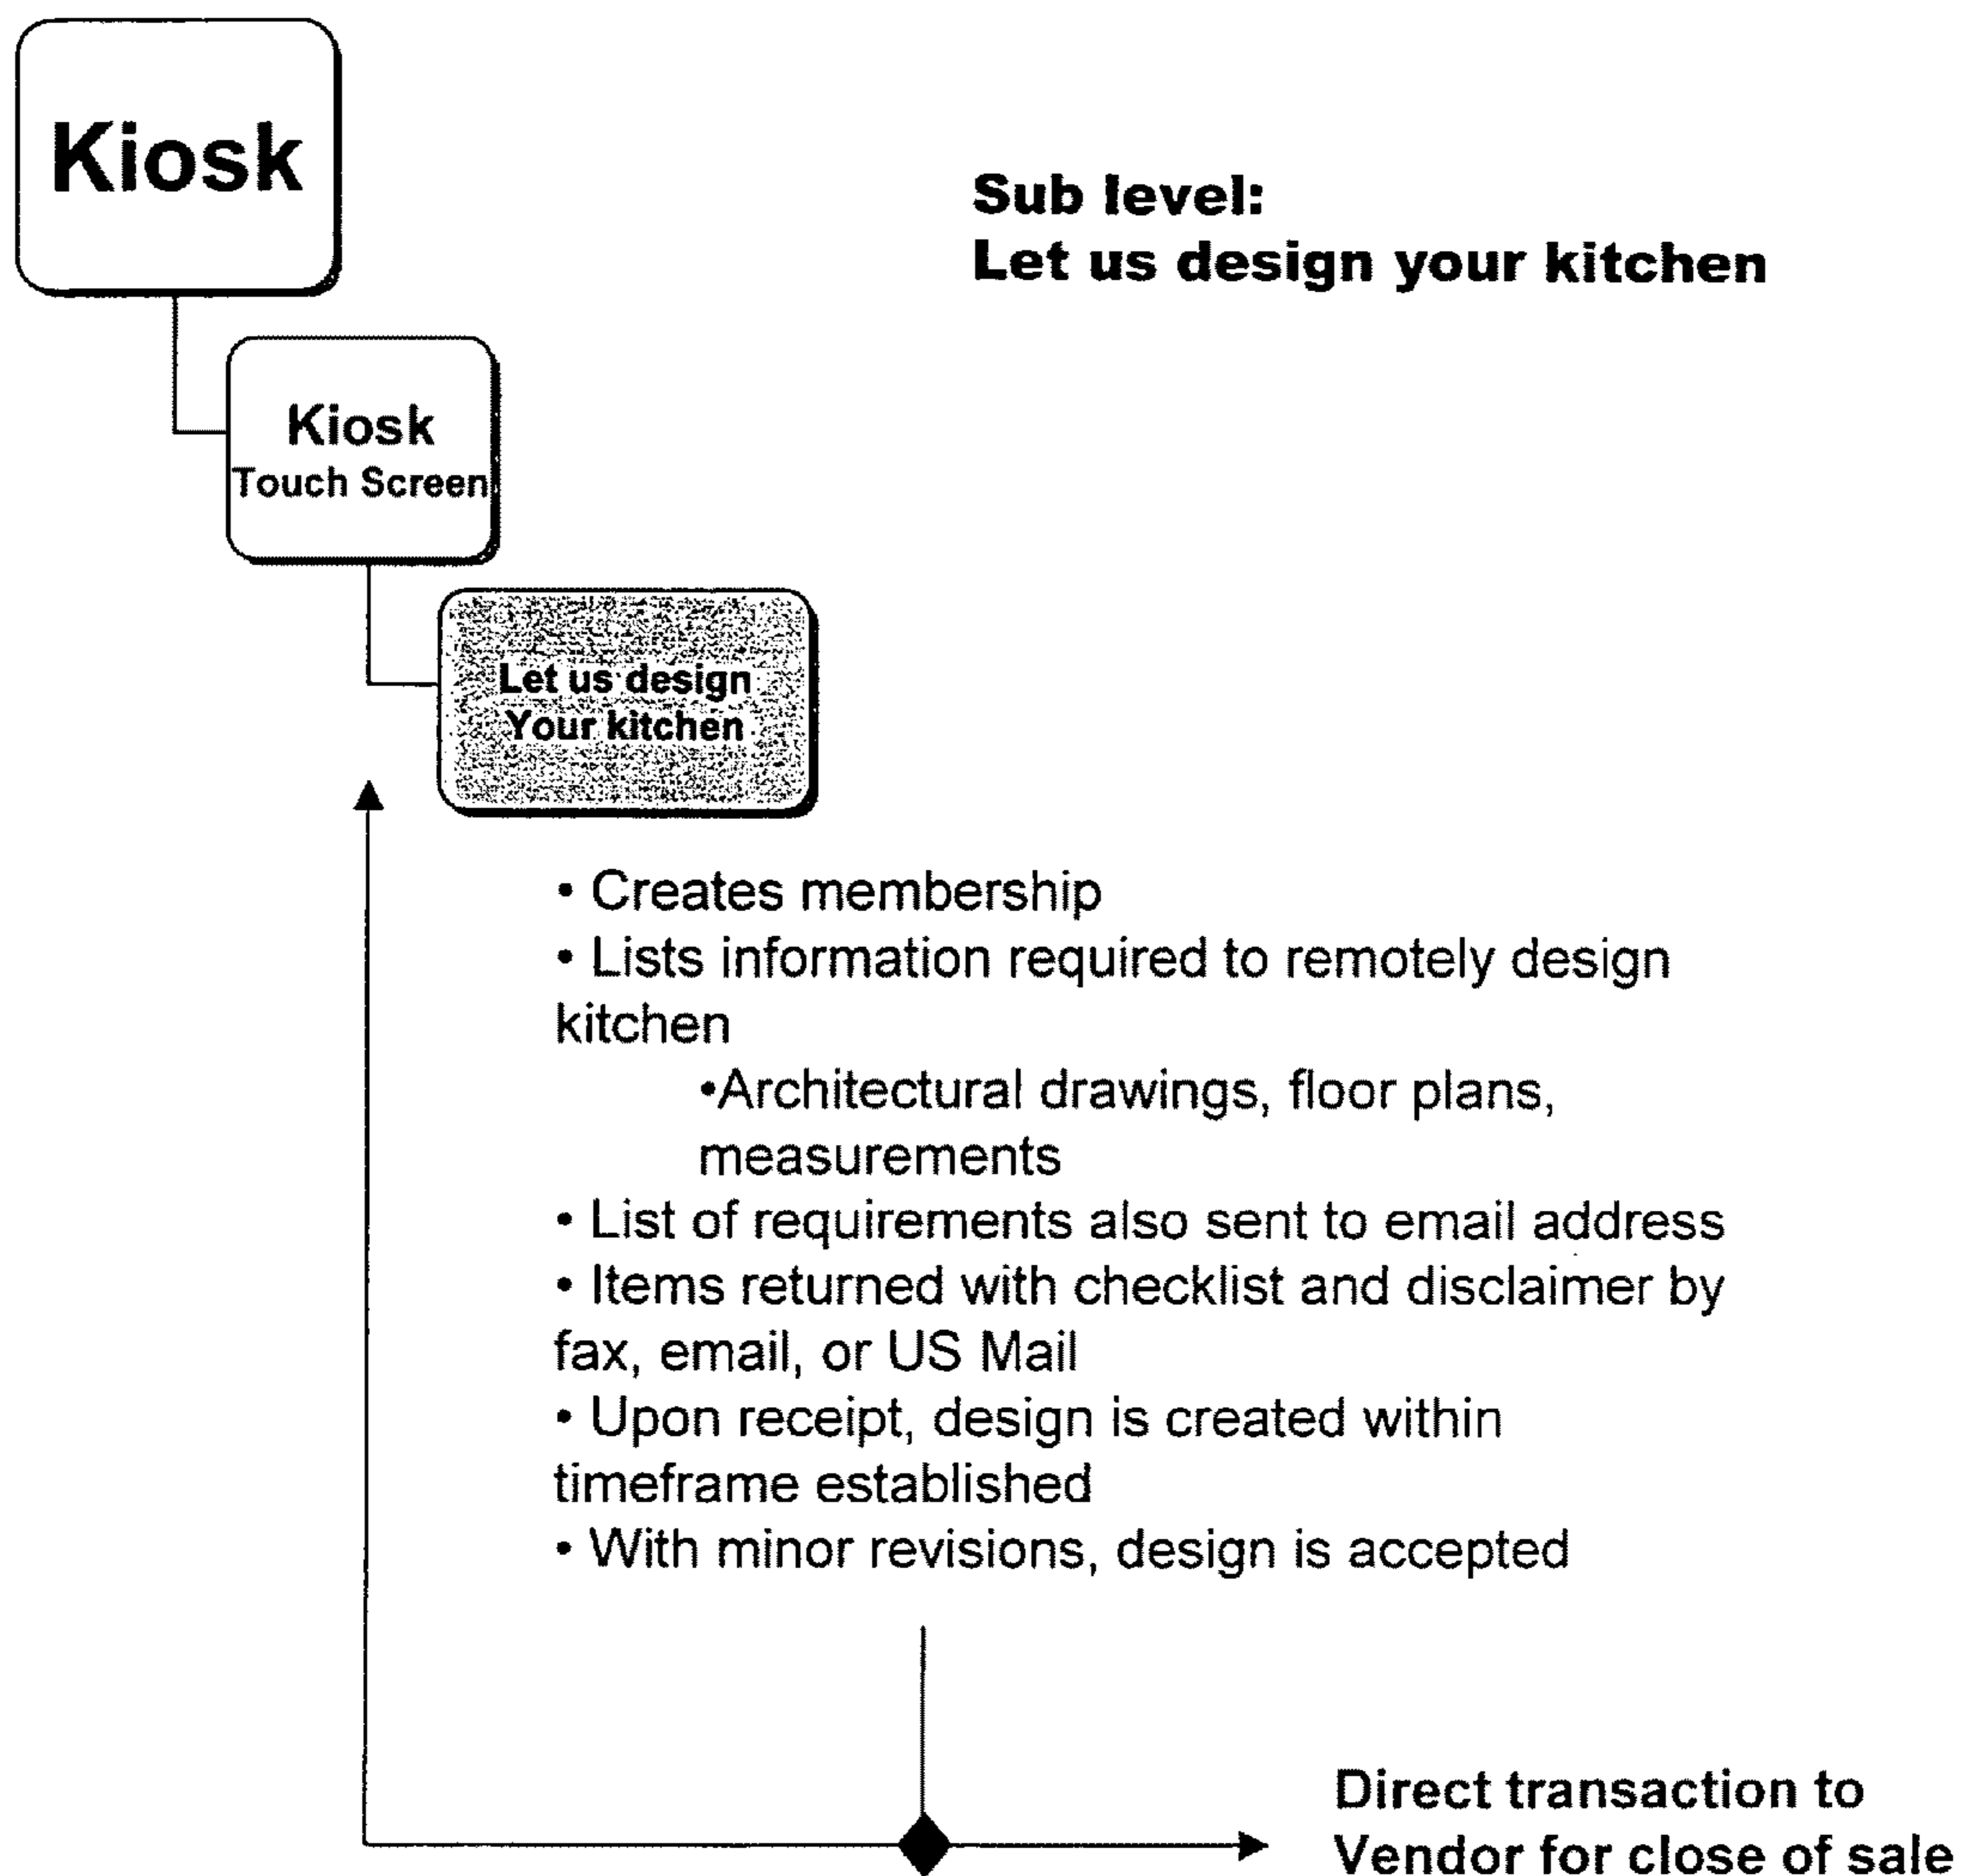 Kiosk
Sub level:
Let us design your kitchen
Kiosk
Touch Screen
Let us design
Your kitchen
• Creates membership
• Lists information required to remotely design
kitchen
•Architectural drawings, floor plans,
measurements
• List of requirements also sent to email address
• Items returned with checklist and disclaimer by
fax, email, or US Mail
• Upon receipt, design is created within
timeframe established
• With minor revisions, design is accepted
Direct transaction to
Vendor for close of sale